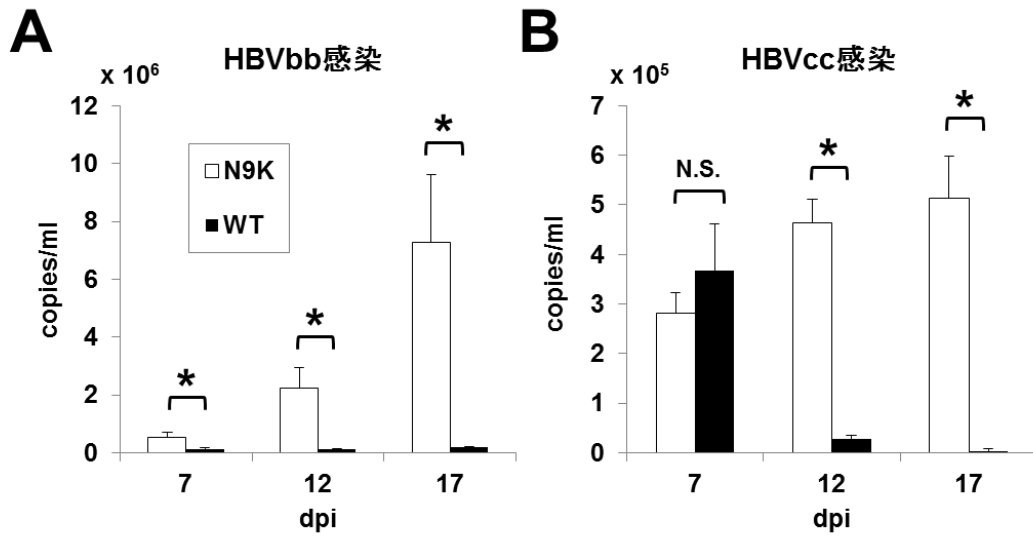 A
HBVbb感染
x 10⁶
12
10
8
6
4
2
0
copies/ml
N9K
WT
*
*
*
7 12 17
dpi
B
HBVcc感染
x 10⁵
7
6
5
4
3
2
1
0
copies/ml
N.S.
*
*
7 12 17
dpi